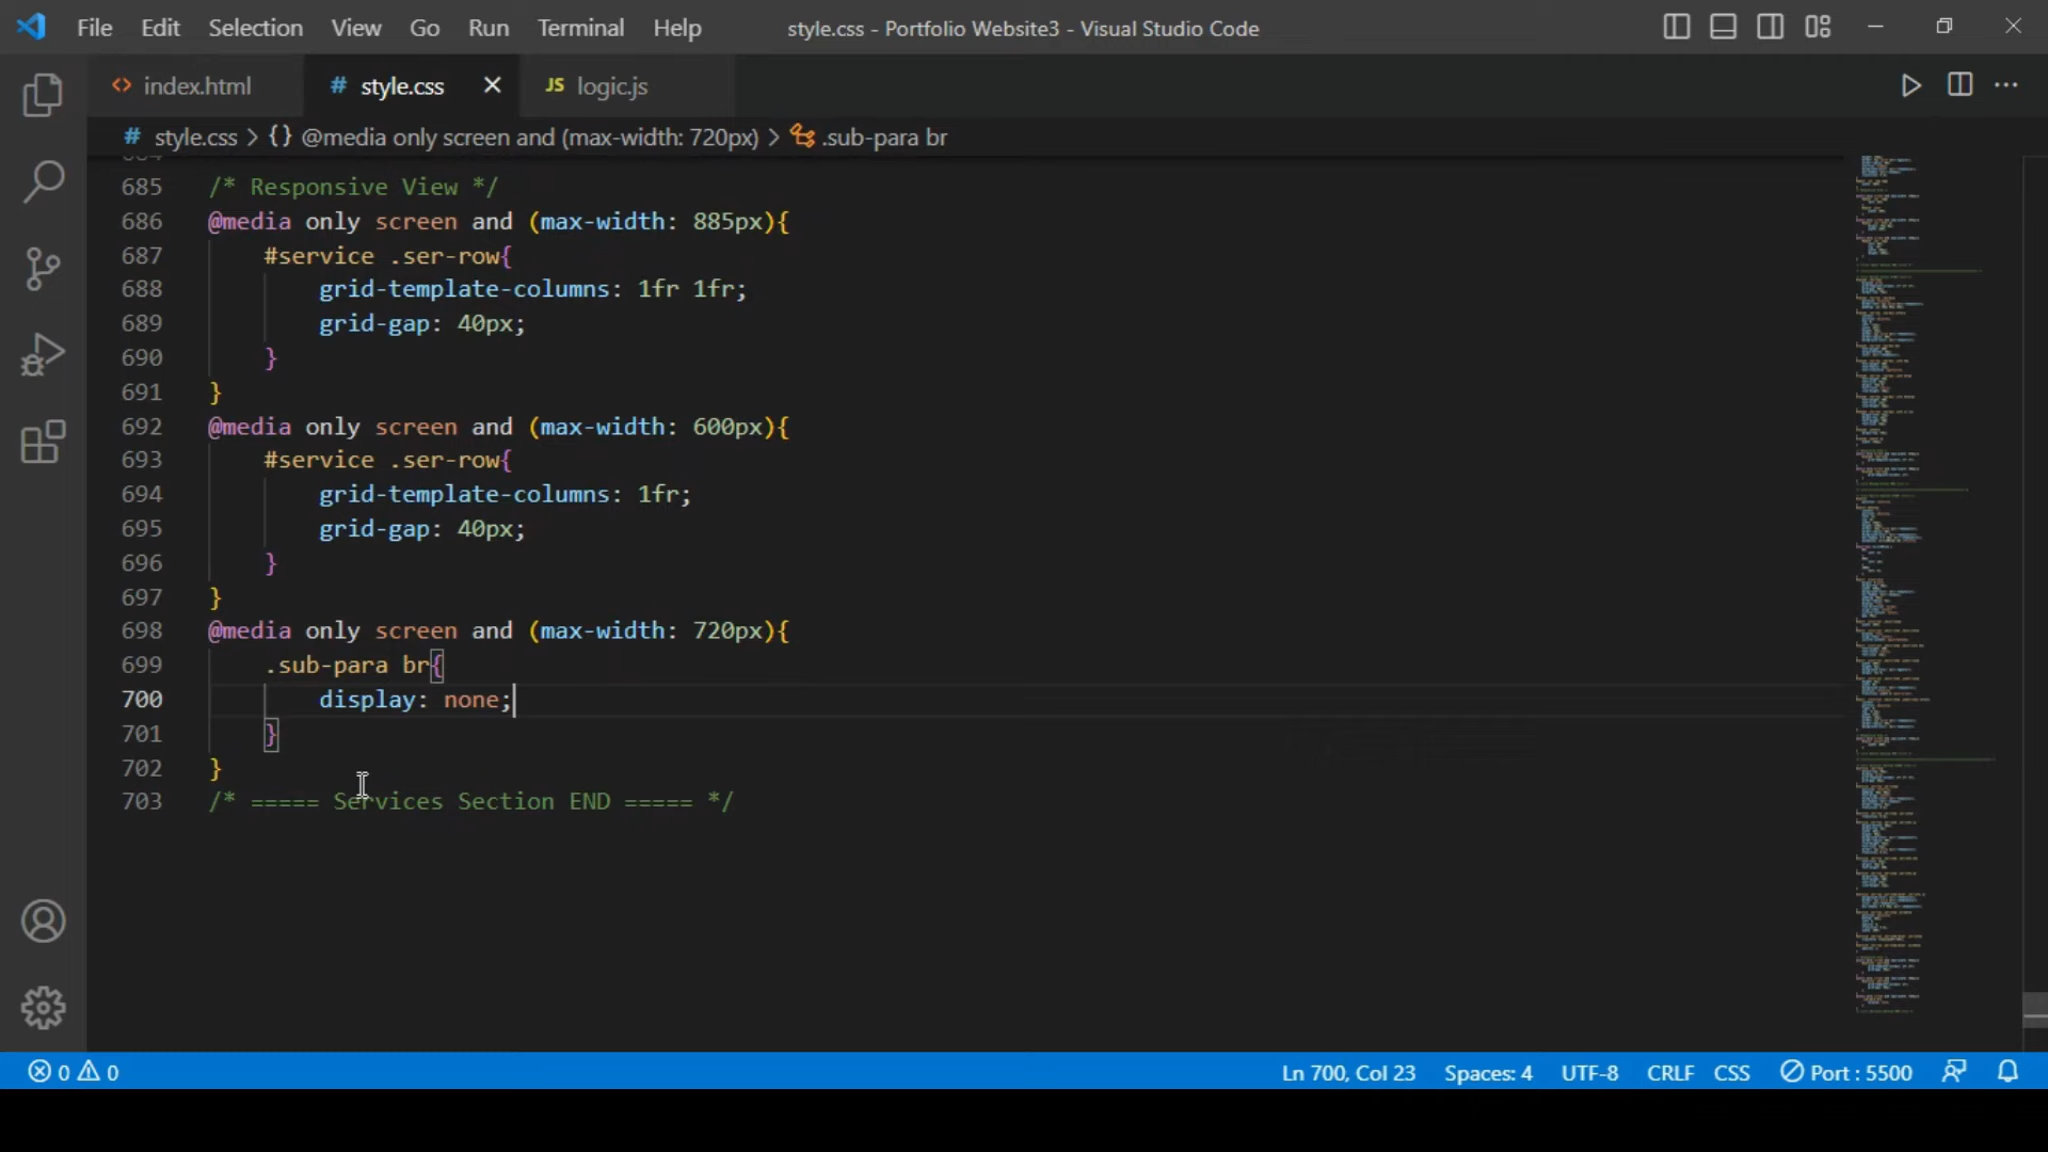 File Edit Selection View Go Run Terminal Help style.css - Portfolio Website3 - Visual Studio Code
<> index.html # style.css JS logic.js
# style.css > {} @media only screen and (max-width: 720px) > .sub-para br
685 /* Responsive View */
686 @media only screen and (max-width: 885px){
687     #service .ser-row{
688         grid-template-columns: 1fr 1fr;
689         grid-gap: 40px;
690     }
691 }
692 @media only screen and (max-width: 600px){
693     #service .ser-row{
694         grid-template-columns: 1fr;
695         grid-gap: 40px;
696     }
697 }
698 @media only screen and (max-width: 720px){
699     .sub-para br{
700         display: none;
701     }
702 }
703 /* ===== Services Section END ===== */
0 0 Ln 700, Col 23 Spaces: 4 UTF-8 CRLF CSS Port : 5500